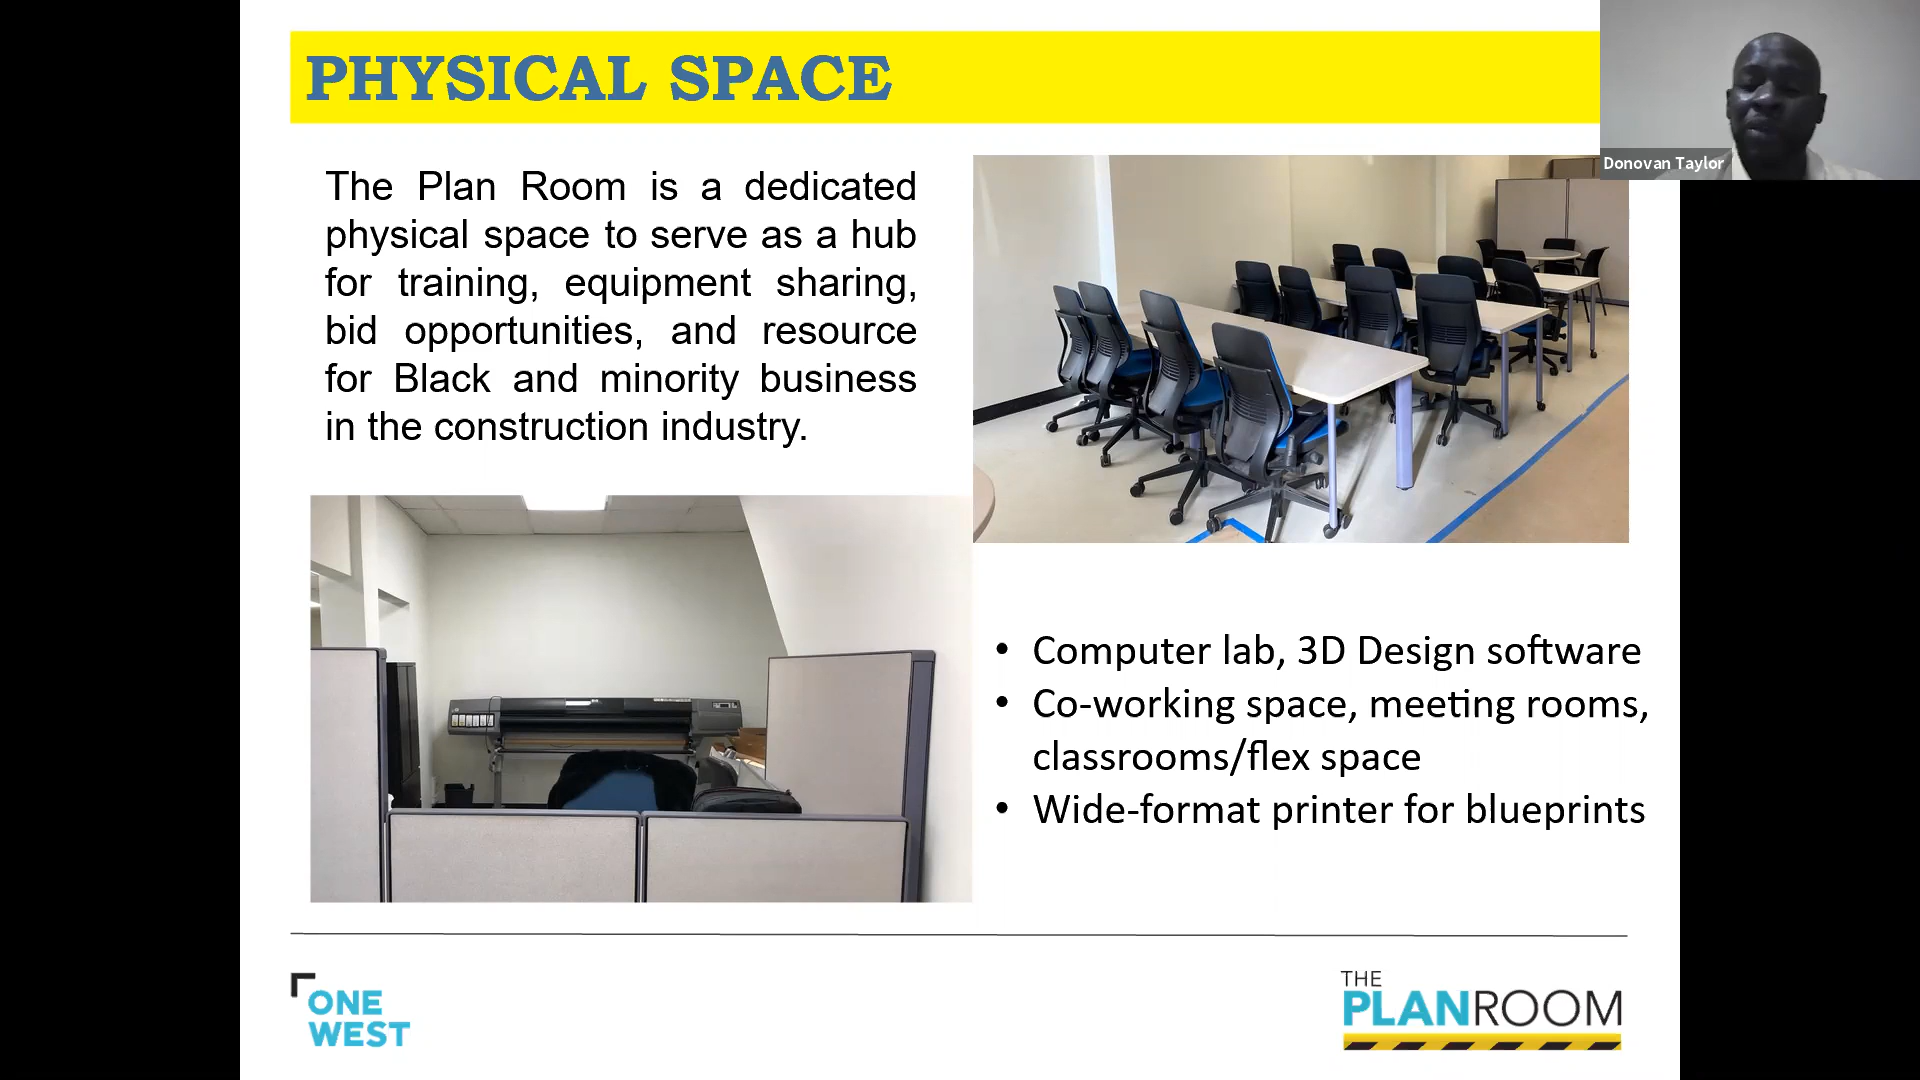 PHYSICAL SPACE
Donovan Taylor
The Plan Room is a dedicated
physical space to serve as a hub
for training, equipment sharing,
bid opportunities, and resource
for Black and minority business
in the construction industry.
• Computer lab, 3D Design software
• Co-working space, meeting rooms,
classrooms/flex space
• Wide-format printer for blueprints
ONE
WEST
THE
PLANROOM